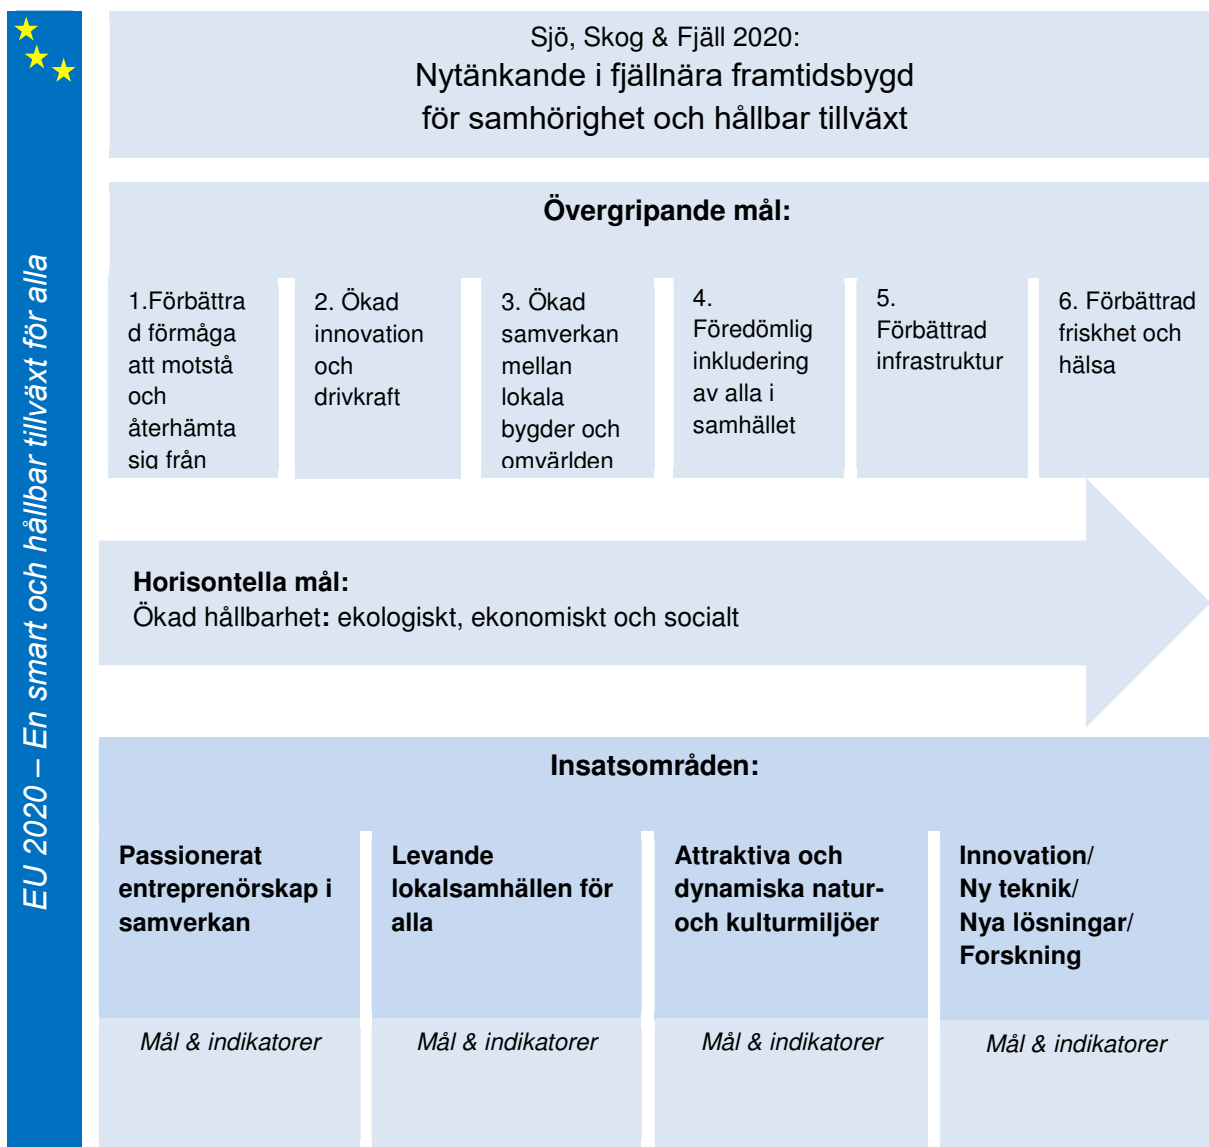 EU 2020 – En smart och hållbar tillväxt för alla
Sjö, Skog & Fjäll 2020:
Nytänkande i fjällnära framtidsbygd
för samhörighet och hållbar tillväxt
Övergripande mål:
1.Förbättra
d förmåga
att motstå
och
återhämta
sig från
2. Ökad
innovation
och
drivkraft
3. Ökad
samverkan
mellan
lokala
bygder och
omvärlden
4.
Föredömlig
inkludering
av alla i
samhället
5.
Förbättrad
infrastruktur
6. Förbättrad
friskhet och
hälsa
Horisontella mål:
Ökad hållbarhet: ekologiskt, ekonomiskt och socialt
Insatsområden:
Passionerat
entreprenörskap i
samverkan
Mål & indikatorer
Levande
lokalsamhällen för
alla
Mål & indikatorer
Attraktiva och
dynamiska natur-
och kulturmiljöer
Mål & indikatorer
Innovation/
Ny teknik/
Nya lösningar/
Forskning
Mål & indikatorer